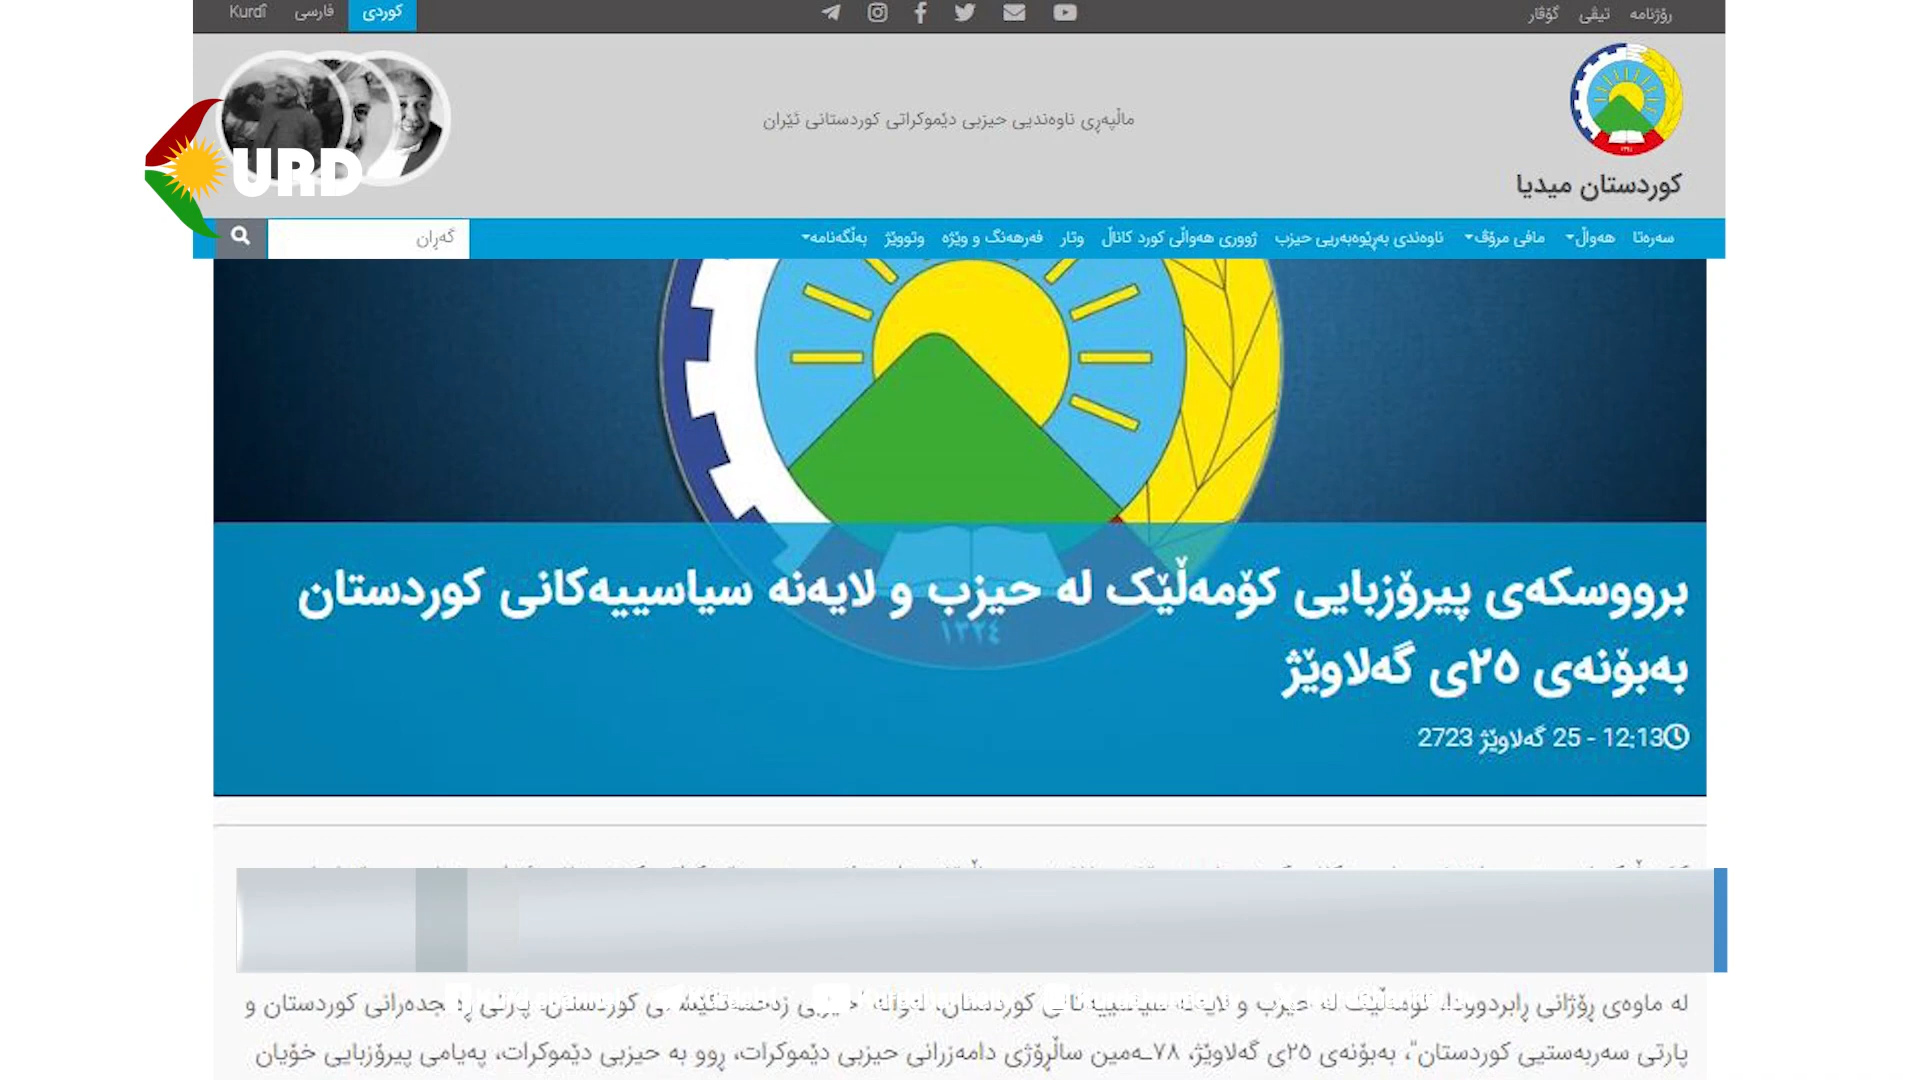 کوردی فارسی Kurdî
رۆژنامە تیڤی گۆڤار
ماڵپەڕی ناوەندیی حیزبی دێموکراتی کوردستانی ئێران
کوردستان میدیا
URD
سەرەتا هەواڵ مافی مرۆڤ ناوەندی بەڕێوەبەریی حیزب ژووری هەواڵی کورد کاناڵ وتار فەرهەنگ و وێژە وتووێژ بەڵگەنامە گەڕان
١٣٢٤
برووسکەی پیرۆزبایی کۆمەڵێک لە حیزب و لایەنە سیاسییەکانی کوردستان
بەبۆنەی ٢٥ی گەلاوێژ
12:13 - 25 گەلاوێژ 2723
لە ماوەی ڕۆژانی ڕابردوودا، کۆمەڵێک لە حیزب و لایەنە سیاسییەکانی کوردستان،
پارتی سەربەستیی کوردستان"، بەبۆنەی ٢٥ی گەلاوێژ، ٧٨ـەمین ساڵڕۆژی دامەزرانی حیزبی دێموکرات، ڕوو بە حیزبی دێموکرات، پەیامی پیرۆزبایی خۆیان